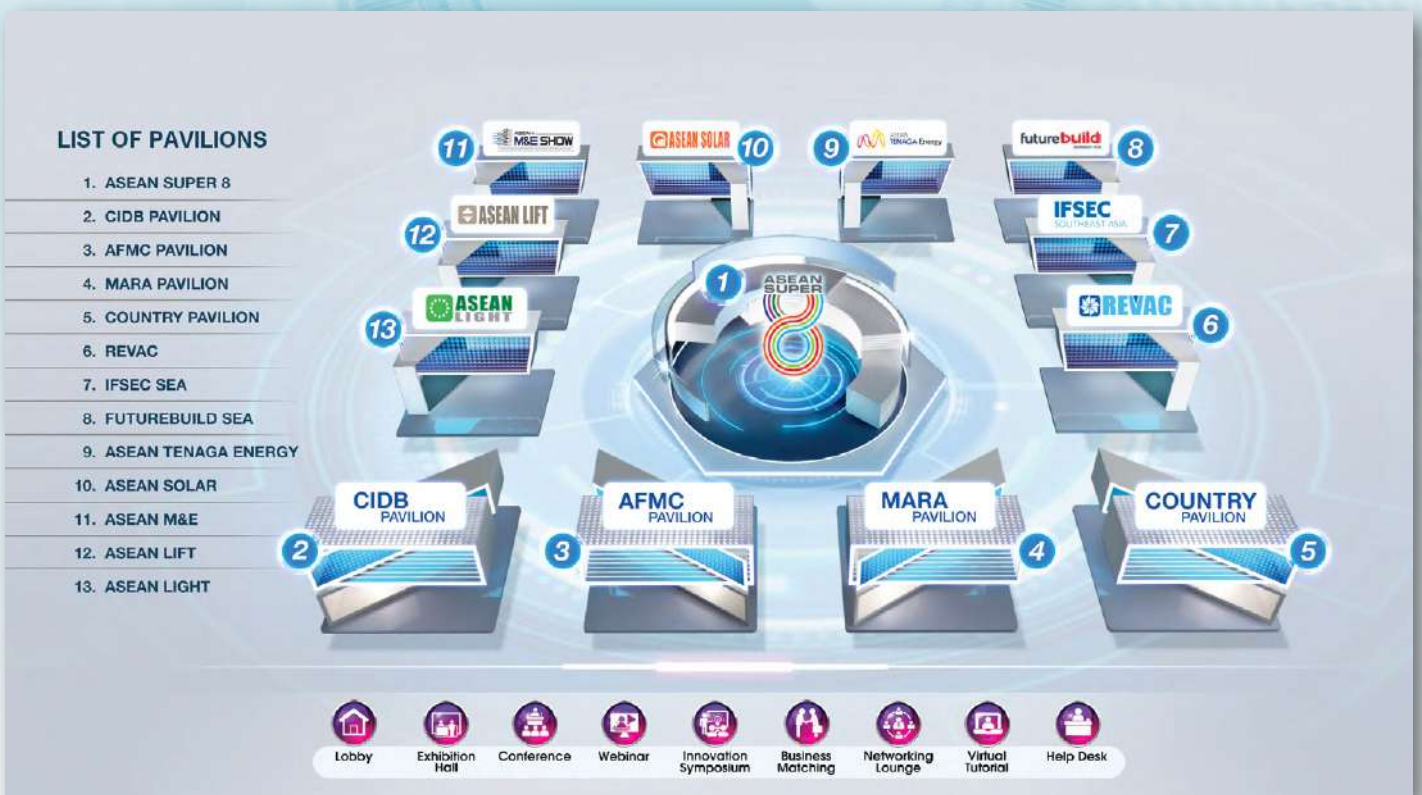 LIST OF PAVILIONS
1. ASEAN SUPER 8
2. CIDB PAVILION
3. AFMC PAVILION
4. MARA PAVILION
5. COUNTRY PAVILION
6. REVAC
7. IFSEC SEA
8. FUTUREBUILD SEA
9. ASEAN TENAGA ENERGY
10. ASEAN SOLAR
11. ASEAN M&E
12. ASEAN LIFT
13. ASEAN LIGHT
11
M&E SHOW
ASEAN SOLAR
10
9
ASEAN
TENAGA Energy
futurebuild
8
12
ASEAN LIFT
IFSEC
SOUTHEAST ASIA
7
13
ASEAN
LIGHT
1
ASEAN
SUPER
8
REVAC
6
CIDB
PAVILION
2
AFMC
PAVILION
3
MARA
PAVILION
4
COUNTRY
PAVILION
5
Lobby
Exhibition
Hall
Conference
Webinar
Innovation
Symposium
Business
Matching
Networking
Lounge
Virtual
Tutorial
Help Desk